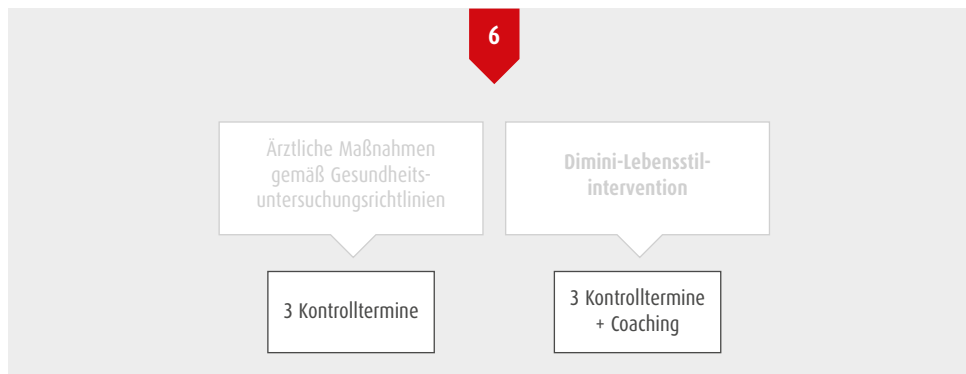 6
Ärztliche Maßnahmen
gemäß Gesundheits-
untersuchungsrichtlinien
Dimini-Lebensstil-
intervention
3 Kontrolltermine
3 Kontrolltermine
+ Coaching